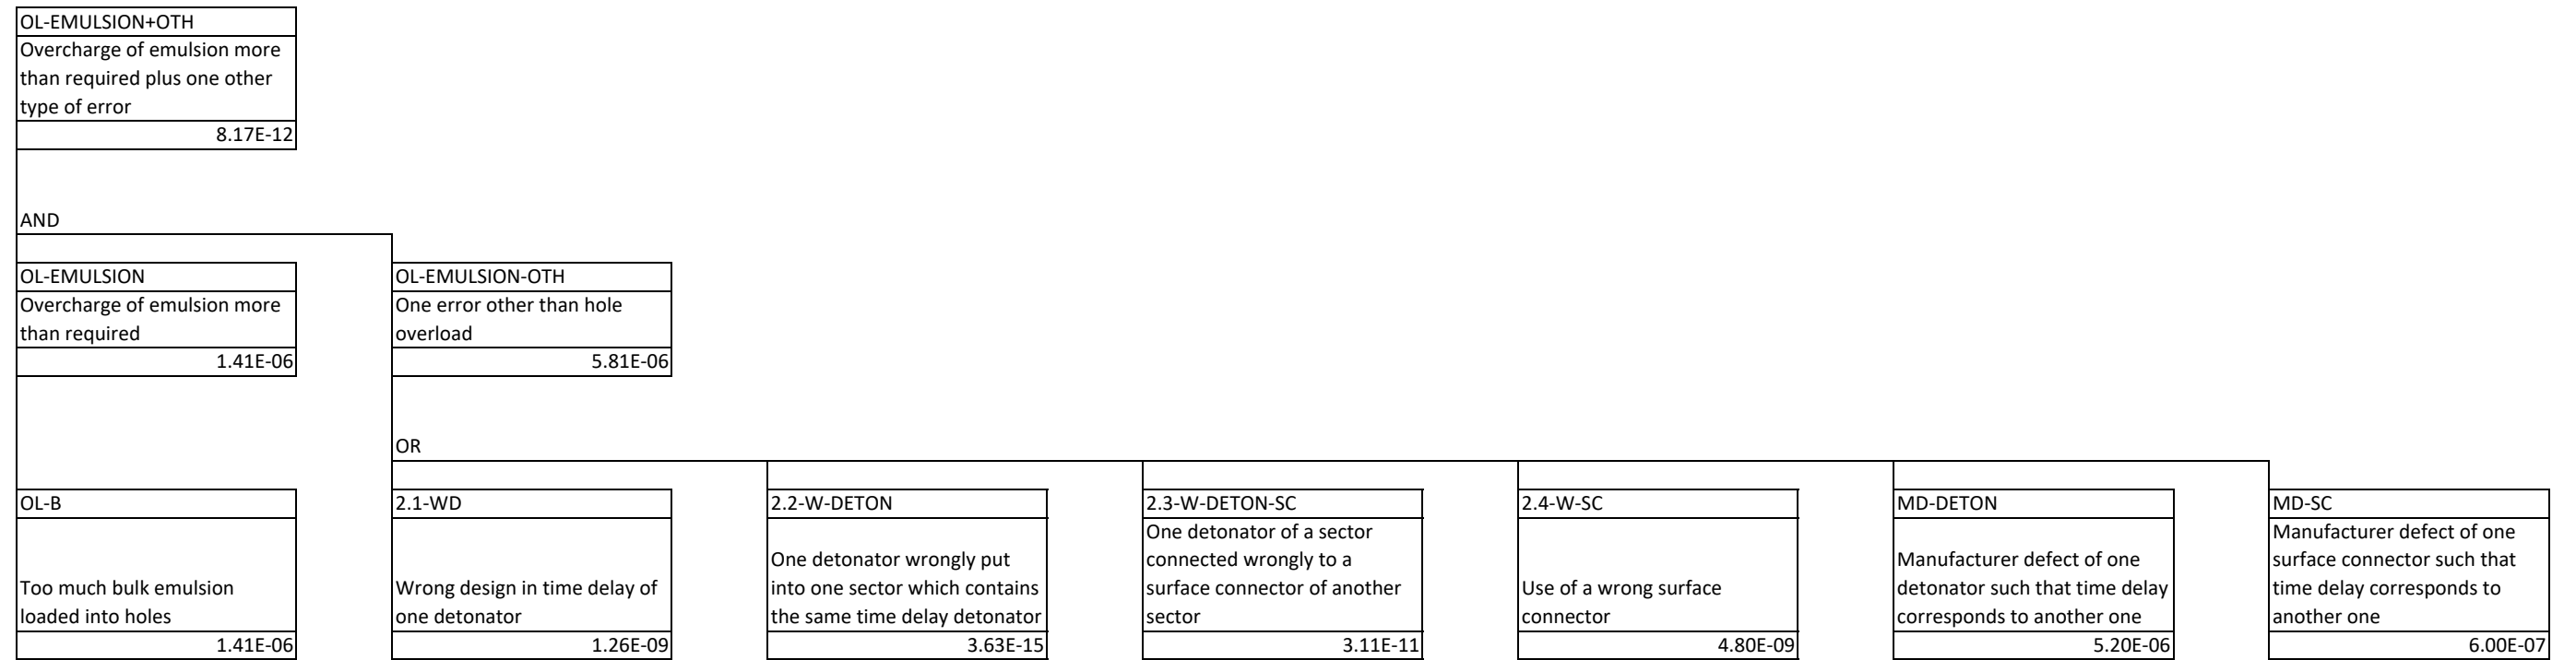 OL-EMULSION+OTH
Overcharge of emulsion more
than required plus one other
type of error
8.17E-12
AND
OL-EMULSION
Overcharge of emulsion more
than required
1.41E-06
OL-EMULSION-OTH
One error other than hole
overload
5.81E-06
OR
OL-B
Too much bulk emulsion
loaded into holes
1.41E-06
2.1-WD
Wrong design in time delay of
one detonator
1.26E-09
2.2-W-DETON
One detonator wrongly put
into one sector which contains
the same time delay detonator
3.63E-15
2.3-W-DETON-SC
One detonator of a sector
connected wrongly to a
surface connector of another
sector
3.11E-11
2.4-W-SC
Use of a wrong surface
connector
4.80E-09
MD-DETON
Manufacturer defect of one
detonator such that time delay
corresponds to another one
5.20E-06
MD-SC
Manufacturer defect of one
surface connector such that
time delay corresponds to
another one
6.00E-07